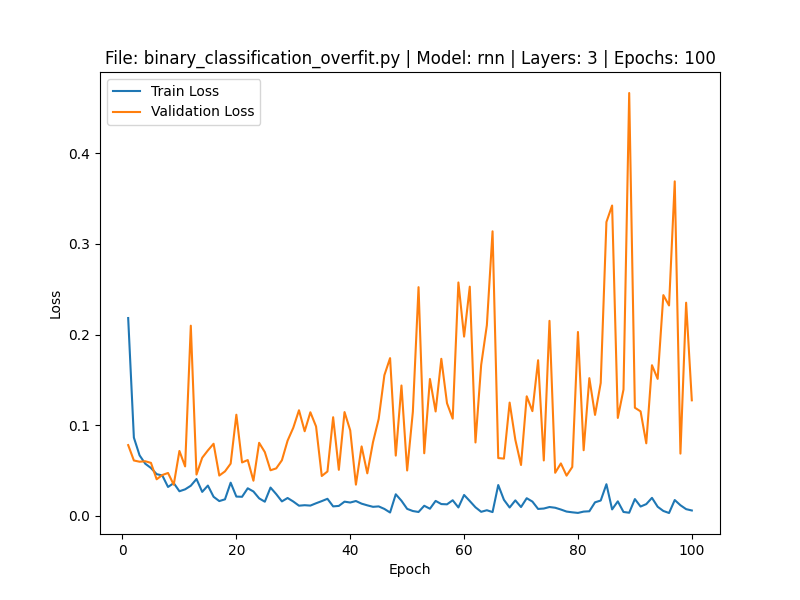 File: binary_classification_overfit.py | Model: rnn | Layers: 3 | Epochs: 100
Train Loss
Validation Loss
0.4
0.3
0.2
0.1
0.0
Loss
0
20
40
60
80
100
Epoch